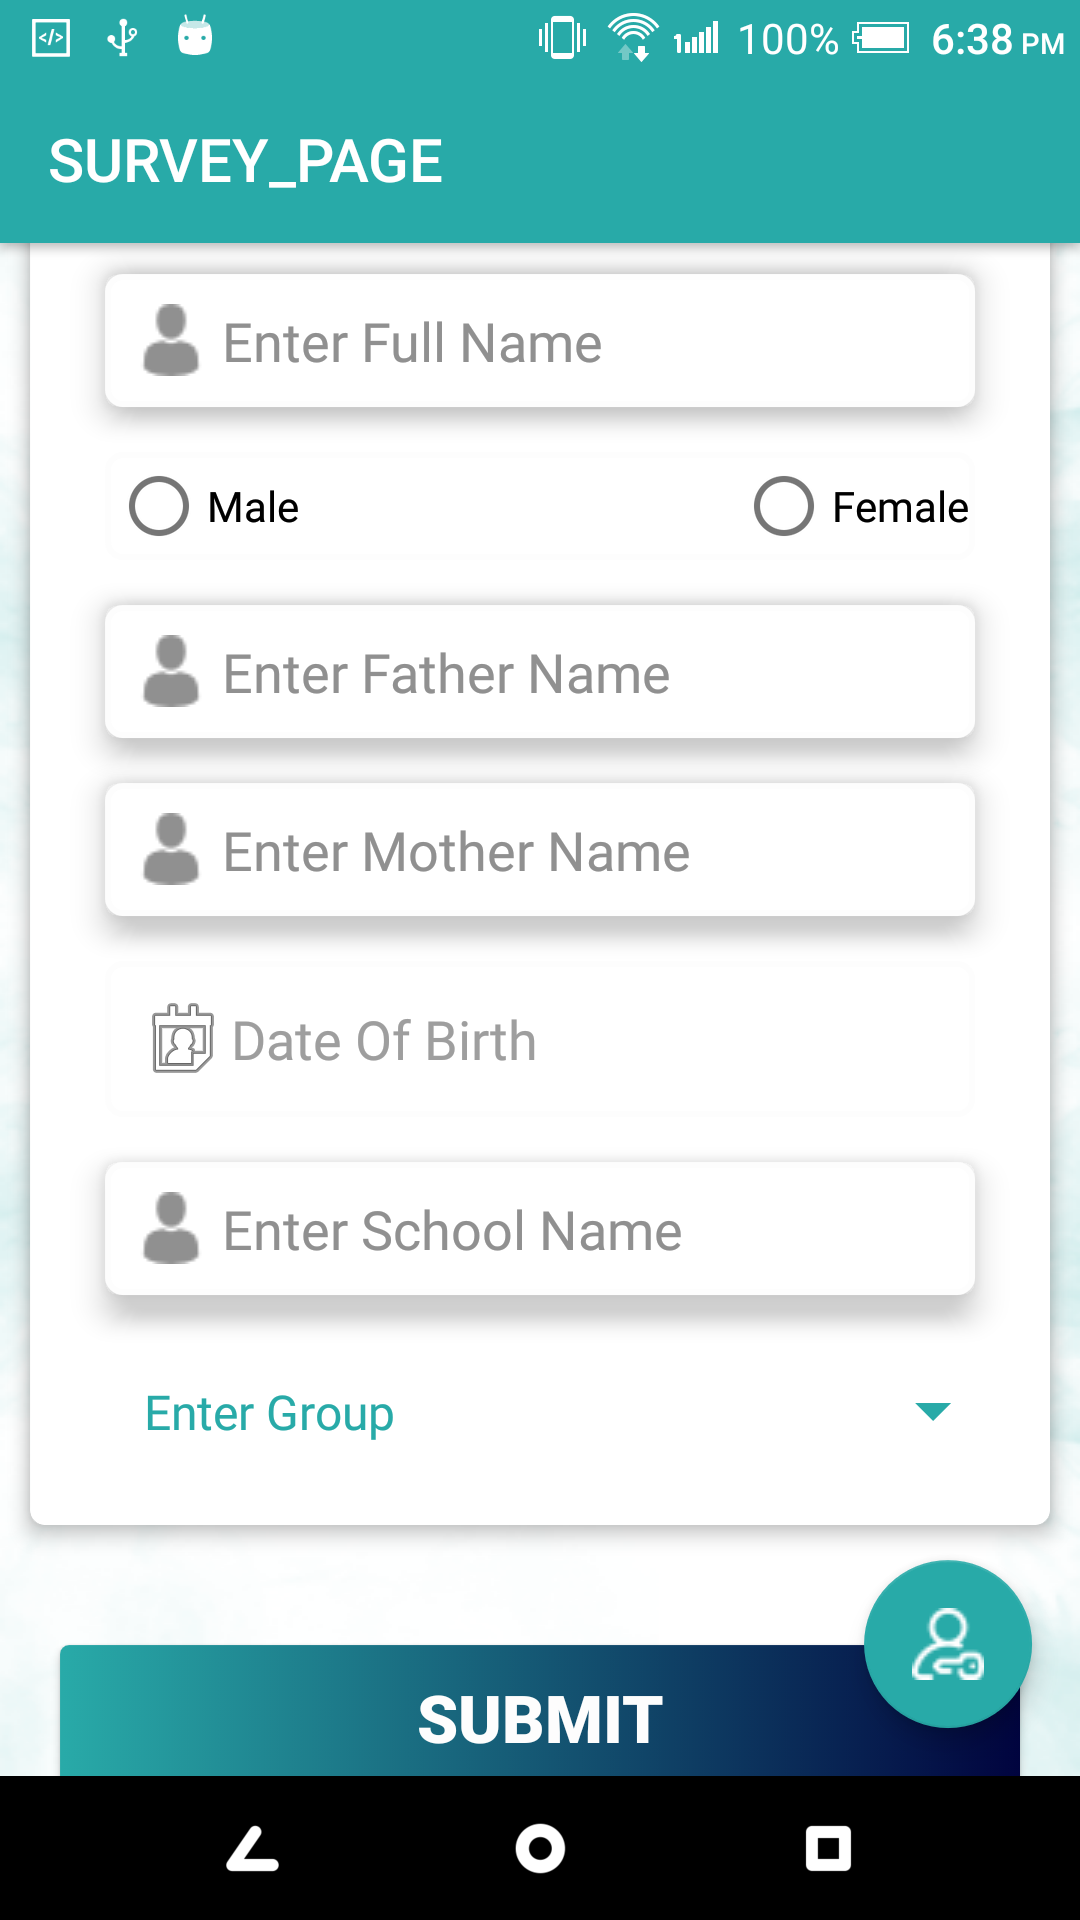 100% 6:38 PM
SURVEY_PAGE
Enter Full Name
Male Female
Enter Father Name
Enter Mother Name
Date Of Birth
Enter School Name
Enter Group
SUBMIT